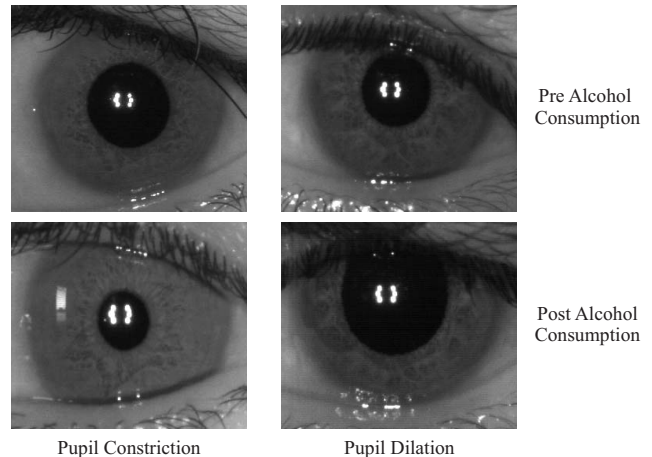 Pre Alcohol
Consumption
Post Alcohol
Consumption
Pupil Constriction
Pupil Dilation